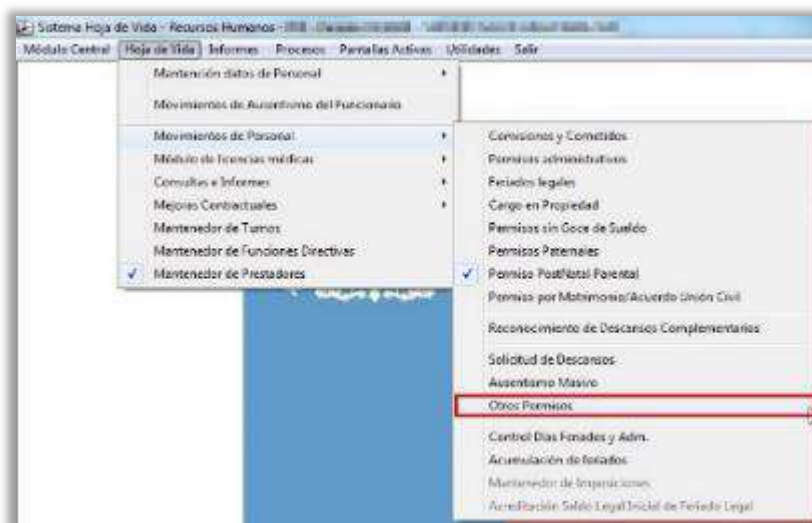 Sistema Hoja de Vida - Recursos Humanos -
Módulo Central Hoja de Vida Informes Procesos Pantallas Activas Utilidades Salir
Mantención datos de Personal
Movimientos de Ausentismo del Funcionario
Movimientos de Personal
Módulo de licencias médicas
Consultas e Informes
Mejoras Contractuales
Mantenedor de Turnos
Mantenedor de Funciones Directivas
Mantenedor de Prestadores
Comisiones y Cometidos
Permisos administrativos
Feriados legales
Cargo en Propiedad
Permisos sin Goce de Sueldo
Permisos Paternales
Permiso PostNatal Parental
Permiso por Matrimonio/Acuerdo Unión Civil
Reconocimiento de Descansos Complementarios
Solicitud de Descansos
Ausentismo Masivo
Otros Permisos
Control Días Feriados y Adm.
Acumulación de feriados
Mantenedor de Imposiciones
Acreditación Saldo Legal Inicial de Feriado Legal